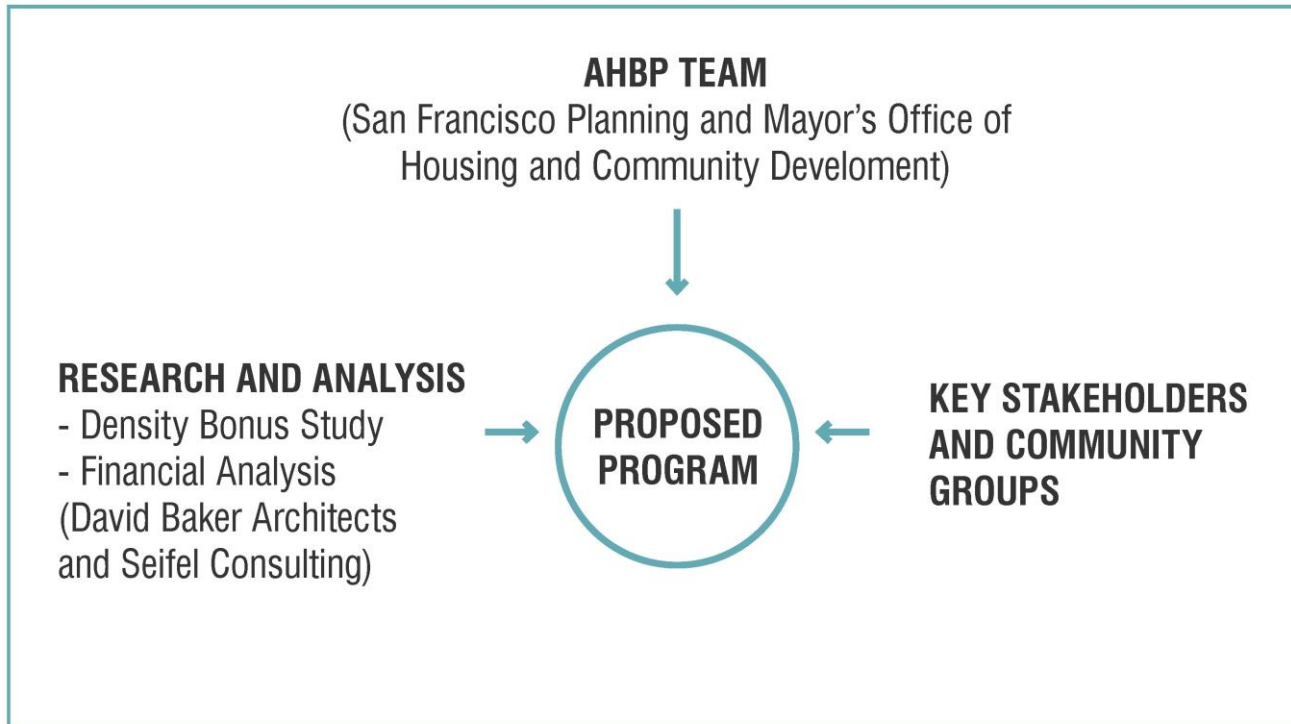 AHBP TEAM
(San Francisco Planning and Mayor's Office of
Housing and Community Develoment)
RESEARCH AND ANALYSIS
- Density Bonus Study
- Financial Analysis
(David Baker Architects
and Seifel Consulting)
PROPOSED
PROGRAM
KEY STAKEHOLDERS
AND COMMUNITY
GROUPS